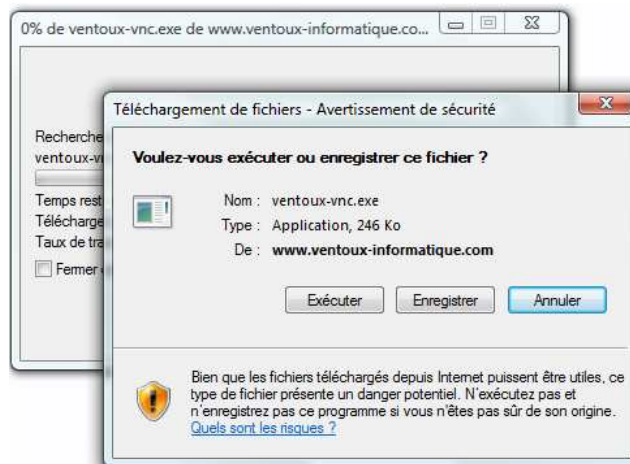 0% de ventoux-vnc.exe de www.ventoux-informatique.co...
Téléchargement de fichiers - Avertissement de sécurité
Recherche
Voulez-vous exécuter ou enregistrer ce fichier ?
Nom : ventoux-vnc.exe
Type : Application, 246 Ko
De : www.ventoux-informatique.com
Temps rest
Télécharge
Taux de tra
Fermer
Exécuter Enregistrer Annuler
Bien que les fichiers téléchargés depuis Internet puissent être utiles, ce
type de fichier présente un danger potentiel. N'exécutez pas et
n'enregistrez pas ce programme si vous n'êtes pas sûr de son origine.
Quels sont les risques ?